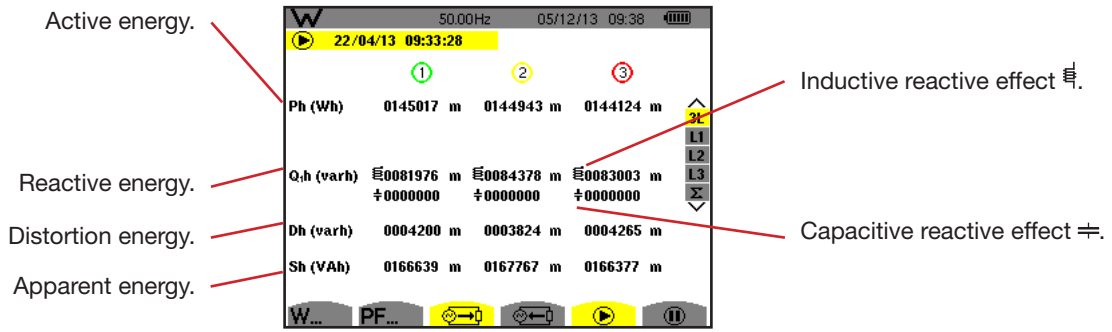 Active energy.
Reactive energy.
Distortion energy.
Apparent energy.
W 50.00Hz 05/12/13 09:38
22/04/13 09:33:28
1 2 3
Ph (Wh) 0145017 m 0144943 m 0144124 m
Q₁h (varh) 0081976 m 0084378 m 0083003 m
0000000 0000000 0000000
Dh (varh) 0004200 m 0003824 m 0004265 m
Sh (VAh) 0166639 m 0167767 m 0166377 m
3L
L1
L2
L3
Σ
W... PF...
Inductive reactive effect .
Capacitive reactive effect .